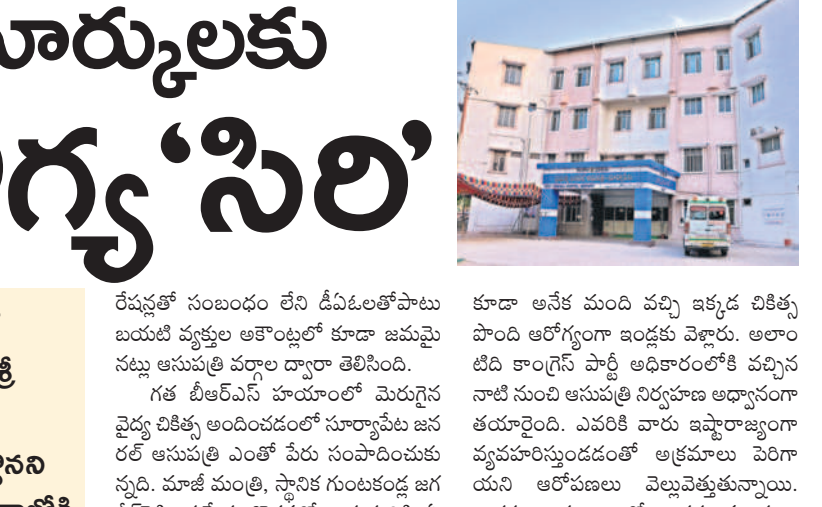 మార్కులకు
గ్య ‘సిరి’
శ్రీ
రేషన్లతో సంబంధం లేని డీఏఓలతోపాటు
బయటి వ్యక్తుల అకౌంట్లలో కూడా జమమై
నట్లు ఆసుపత్రి వర్గాల ద్వారా తెలిసింది.
గత బీఆర్ఎస్ హయాంలో మెరుగైన
వైద్య చికిత్స అందించడంలో సూర్యాపేట జన
రల్ ఆసుపత్రి ఎంతో పేరు సంపాదించుకు
న్నది. మాజీ మంత్రి, స్థానిక గుంటకండ్ల జగ
కూడా అనేక మంది వచ్చి ఇక్కడ చికిత్స
పొంది ఆరోగ్యంగా ఇండ్లకు వెళ్లారు. అలాం
టిది కాంగ్రెస్ పార్టీ అధికారంలోకి వచ్చిన
నాటి నుంచి ఆసుపత్రి నిర్వహణ అధ్వానంగా
తయారైంది. ఎవరికి వారు ఇష్టారాజ్యంగా
వ్యవహరిస్తుండడంతో అక్రమాలు పెరిగా
యని ఆరోపణలు వెల్లువెత్తుతున్నాయి.